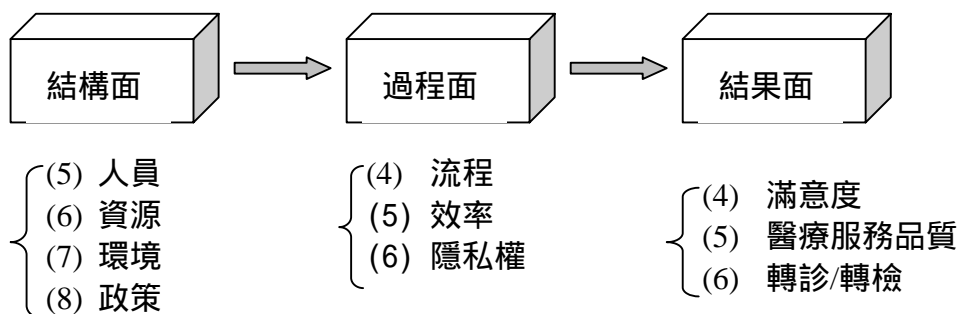 結構面
過程面
結果面
(5) 人員
(6) 資源
(7) 環境
(8) 政策
(4) 流程
(5) 效率
(6) 隱私權
(4) 滿意度
(5) 醫療服務品質
(6) 轉診/轉檢